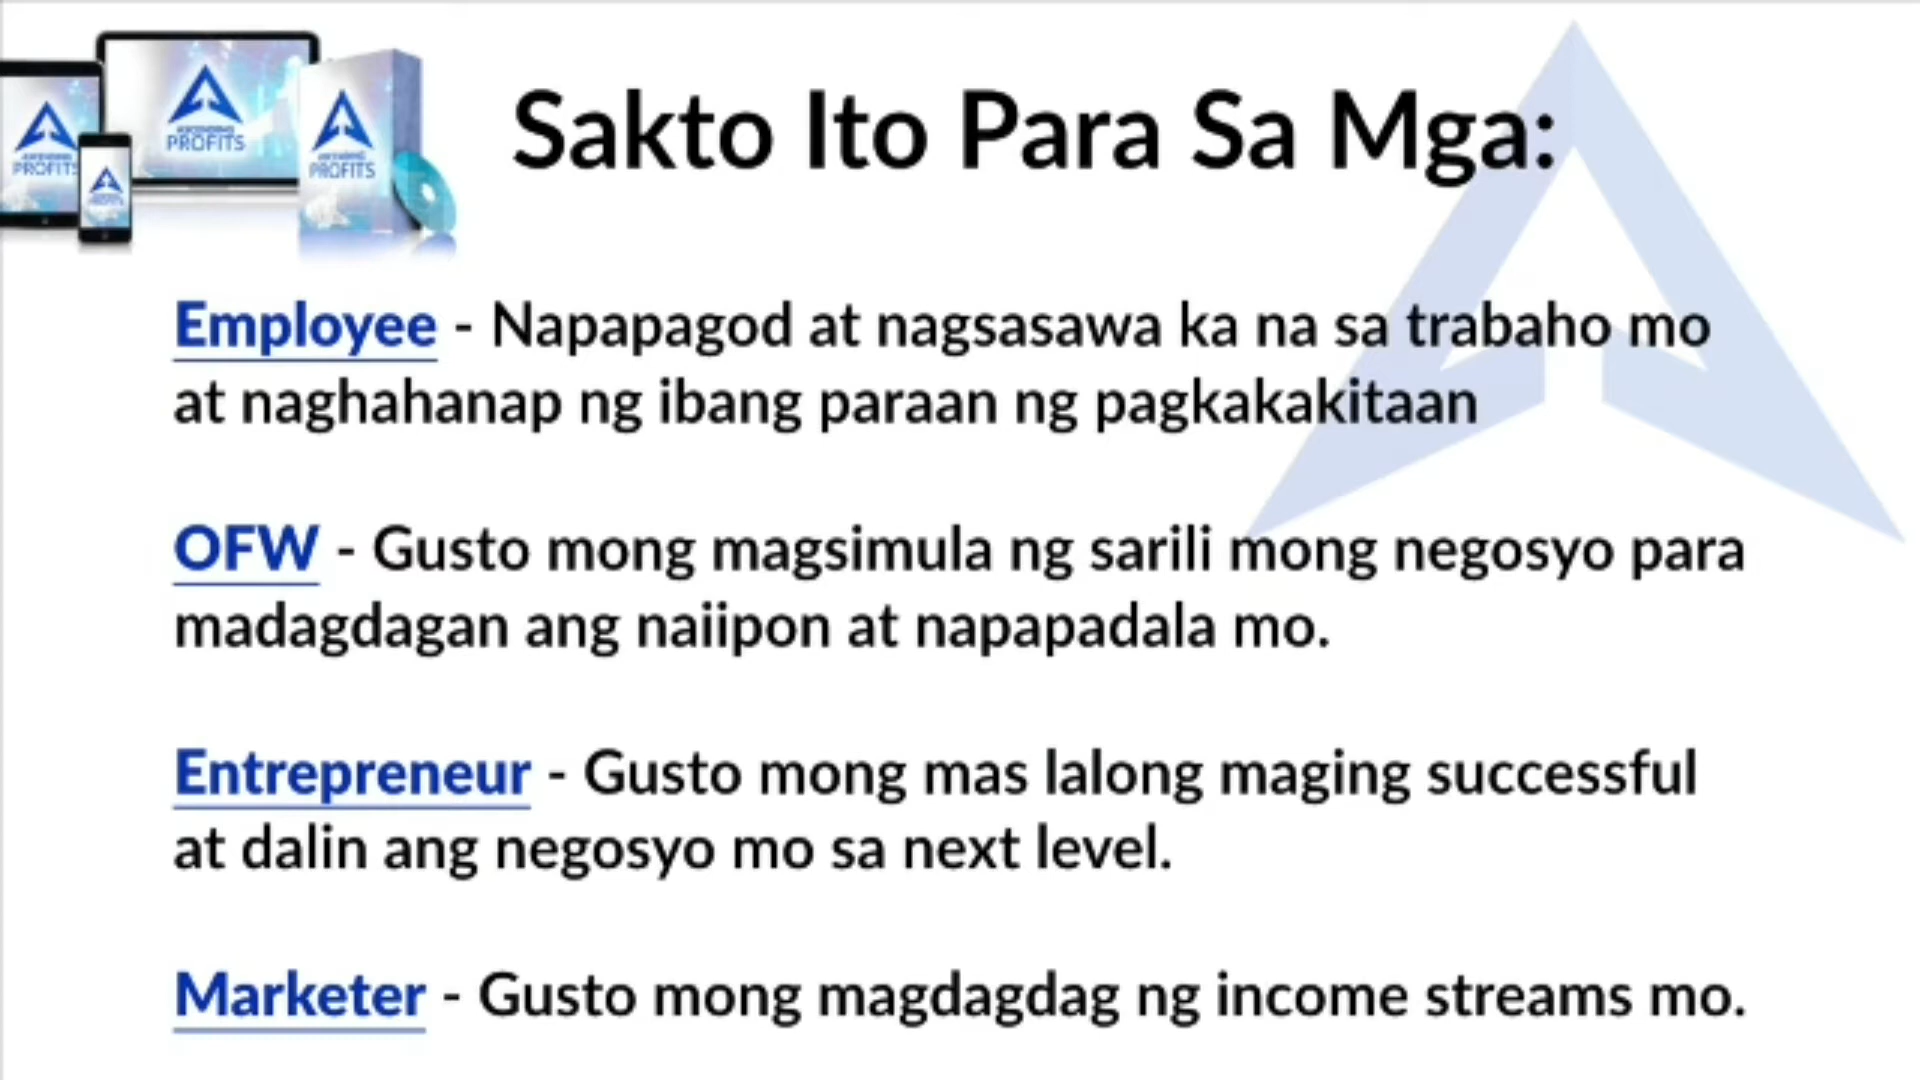 PROFITS
PROFITS
PROFITS
Sakto Ito Para Sa Mga:
Employee - Napapagod at nagsasawa ka na sa trabaho mo
at naghahanap ng ibang paraan ng pagkakakitaan
OFW - Gusto mong magsimula ng sarili mong negosyo para
madagdagan ang naiipon at napapadala mo.
Entrepreneur - Gusto mong mas lalong maging successful
at dalin ang negosyo mo sa next level.
Marketer - Gusto mong magdagdag ng income streams mo.